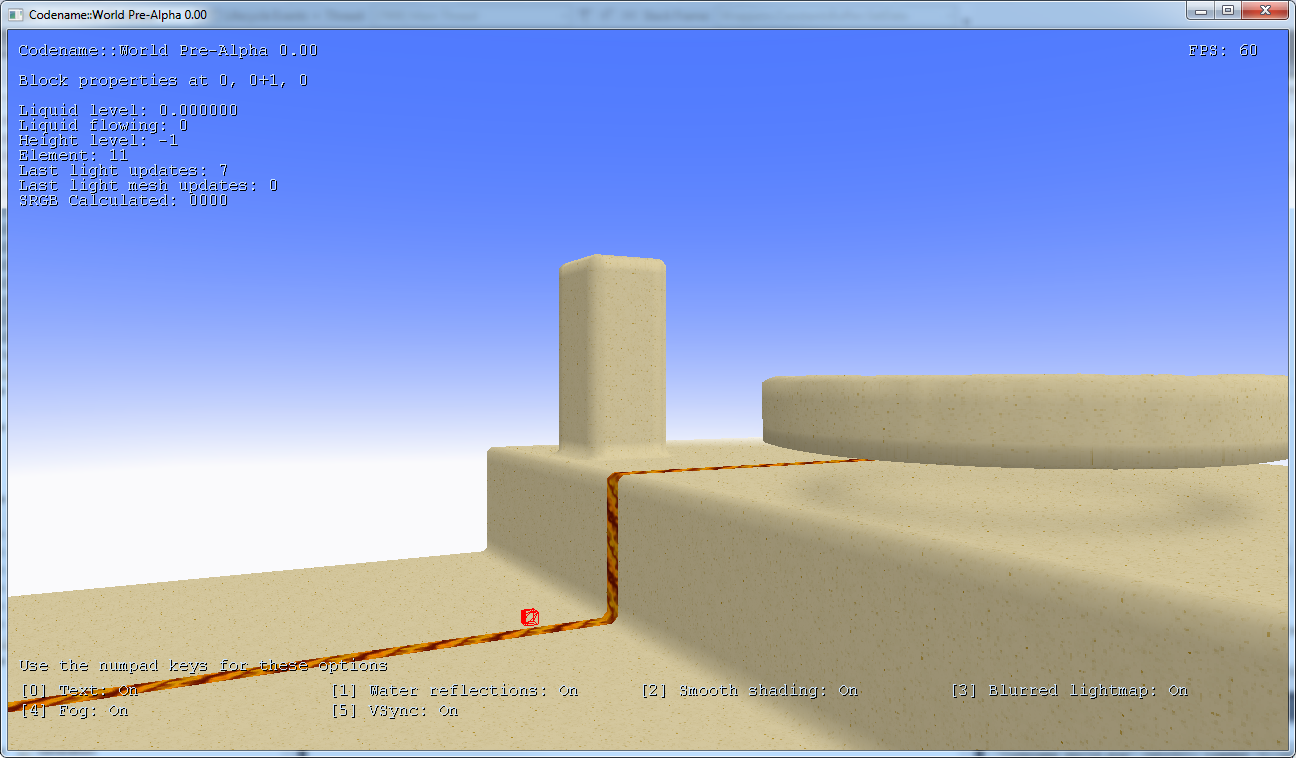 Codename::World Pre-Alpha 0.00
Codename::World Pre-Alpha 0.00
FPS: 60
Block properties at 0, 0+1, 0
Liquid level: 0.000000
Liquid flowing: 0
Height level: -1
Element: 11
Last light updates: 7
Last light mesh updates: 0
SRGB Calculated: 0000
Use the numpad keys for these options
[0] Text: On [1] Water reflections: On [2] Smooth shading: On [3] Blurred lightmap: On
[4] Fog: On [5] VSync: On